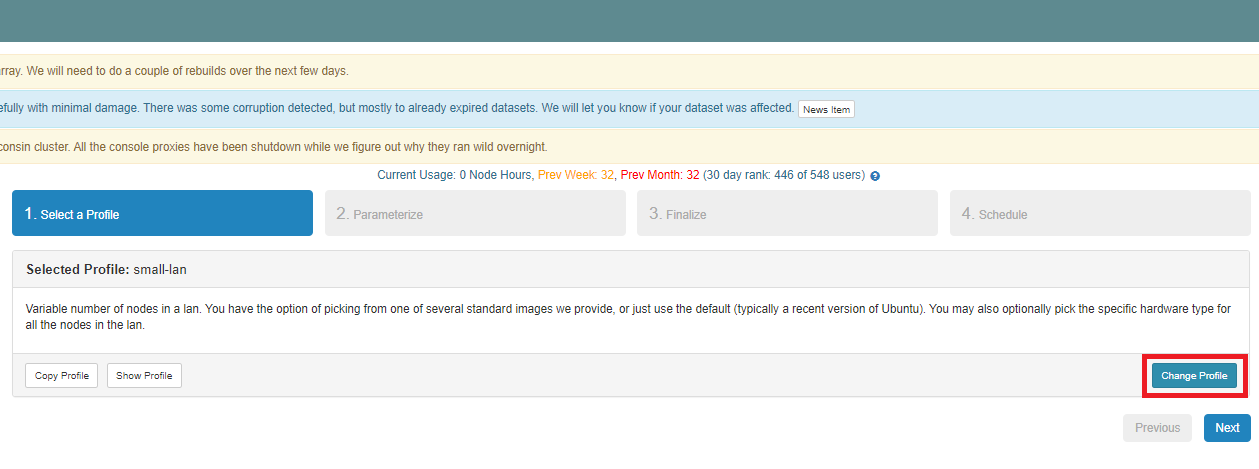 rray. We will need to do a couple of rebuilds over the next few days.
efully with minimal damage. There was some corruption detected, but mostly to already expired datasets. We will let you know if your dataset was affected. News Item
consin cluster. All the console proxies have been shutdown while we figure out why they ran wild overnight.
Current Usage: 0 Node Hours, Prev Week: 32, Prev Month: 32 (30 day rank: 446 of 548 users) ?
1. Select a Profile 2. Parameterize 3. Finalize 4. Schedule
Selected Profile: small-lan
Variable number of nodes in a lan. You have the option of picking from one of several standard images we provide, or just use the default (typically a recent version of Ubuntu). You may also optionally pick the specific hardware type for
all the nodes in the lan.
Copy Profile Show Profile Change Profile
Previous Next